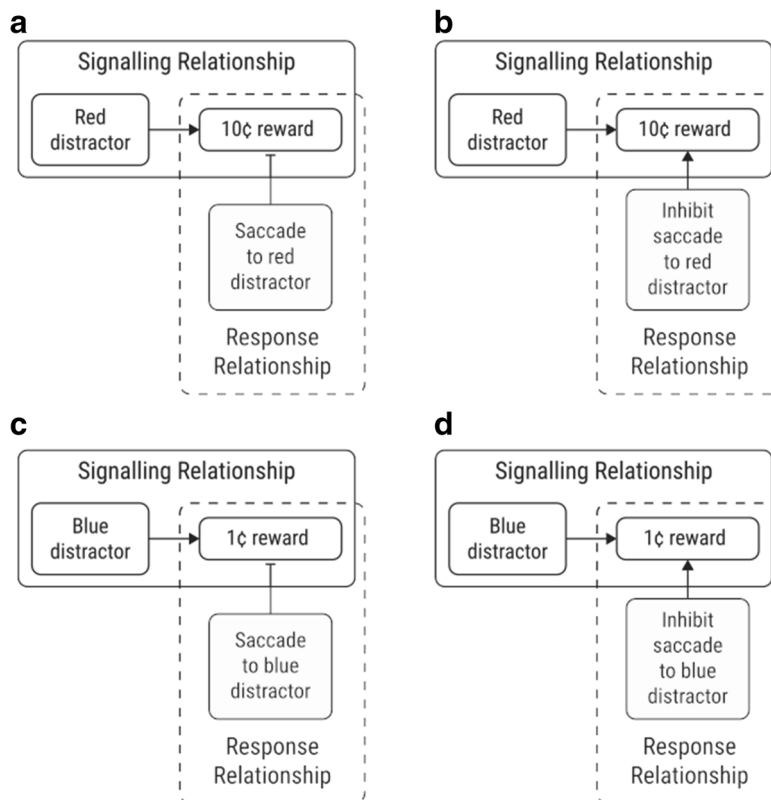 a
Signalling Relationship
Red
distractor
10¢ reward
Saccade
to red
distractor
Response
Relationship
b
Signalling Relationship
Red
distractor
10¢ reward
Inhibit
saccade
to red
distractor
Response
Relationship
c
Signalling Relationship
Blue
distractor
1¢ reward
Saccade
to blue
distractor
Response
Relationship
d
Signalling Relationship
Blue
distractor
1¢ reward
Inhibit
saccade
to blue
distractor
Response
Relationship